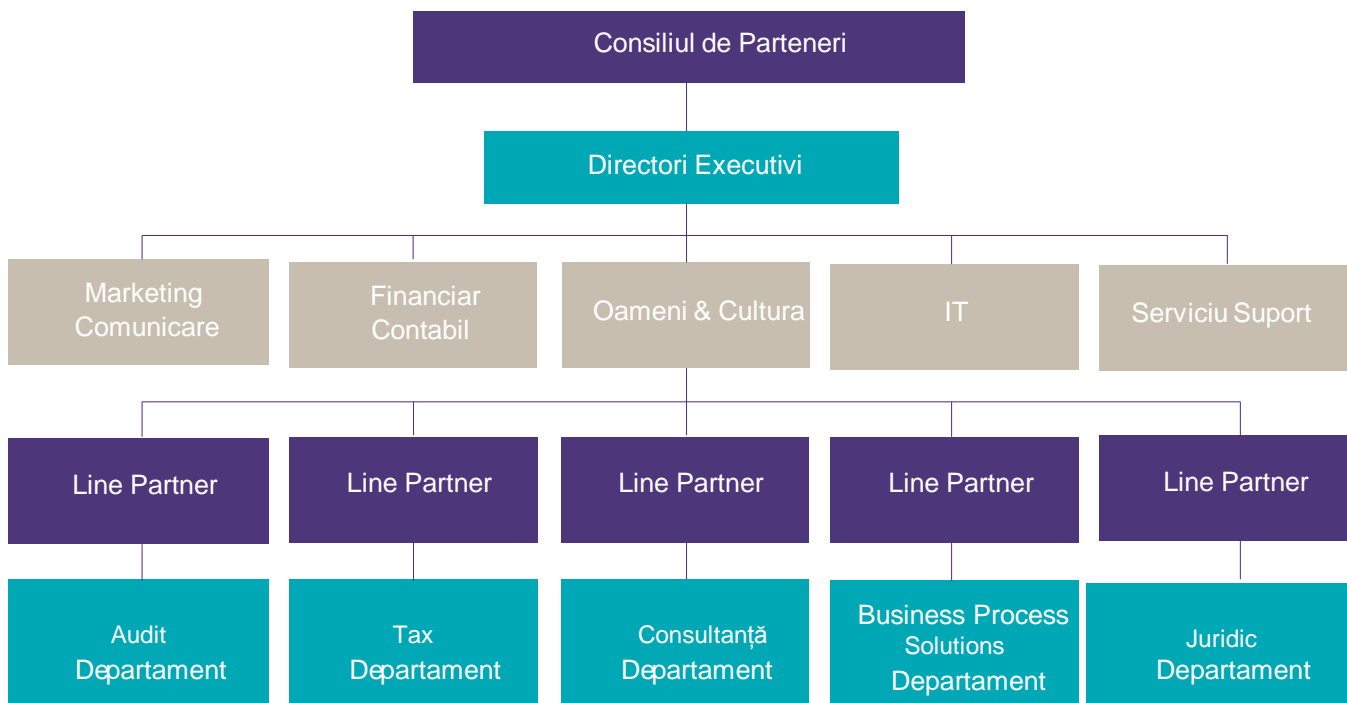 Consiliul de Parteneri
Directori Executivi
Marketing
Comunicare
Financiar
Contabil
Oameni & Cultura
IT
Serviciu Suport
Line Partner
Line Partner
Line Partner
Line Partner
Line Partner
Audit
Departament
Tax
Departament
Consultanță
Departament
Business Process
Solutions
Departament
Juridic
Departament